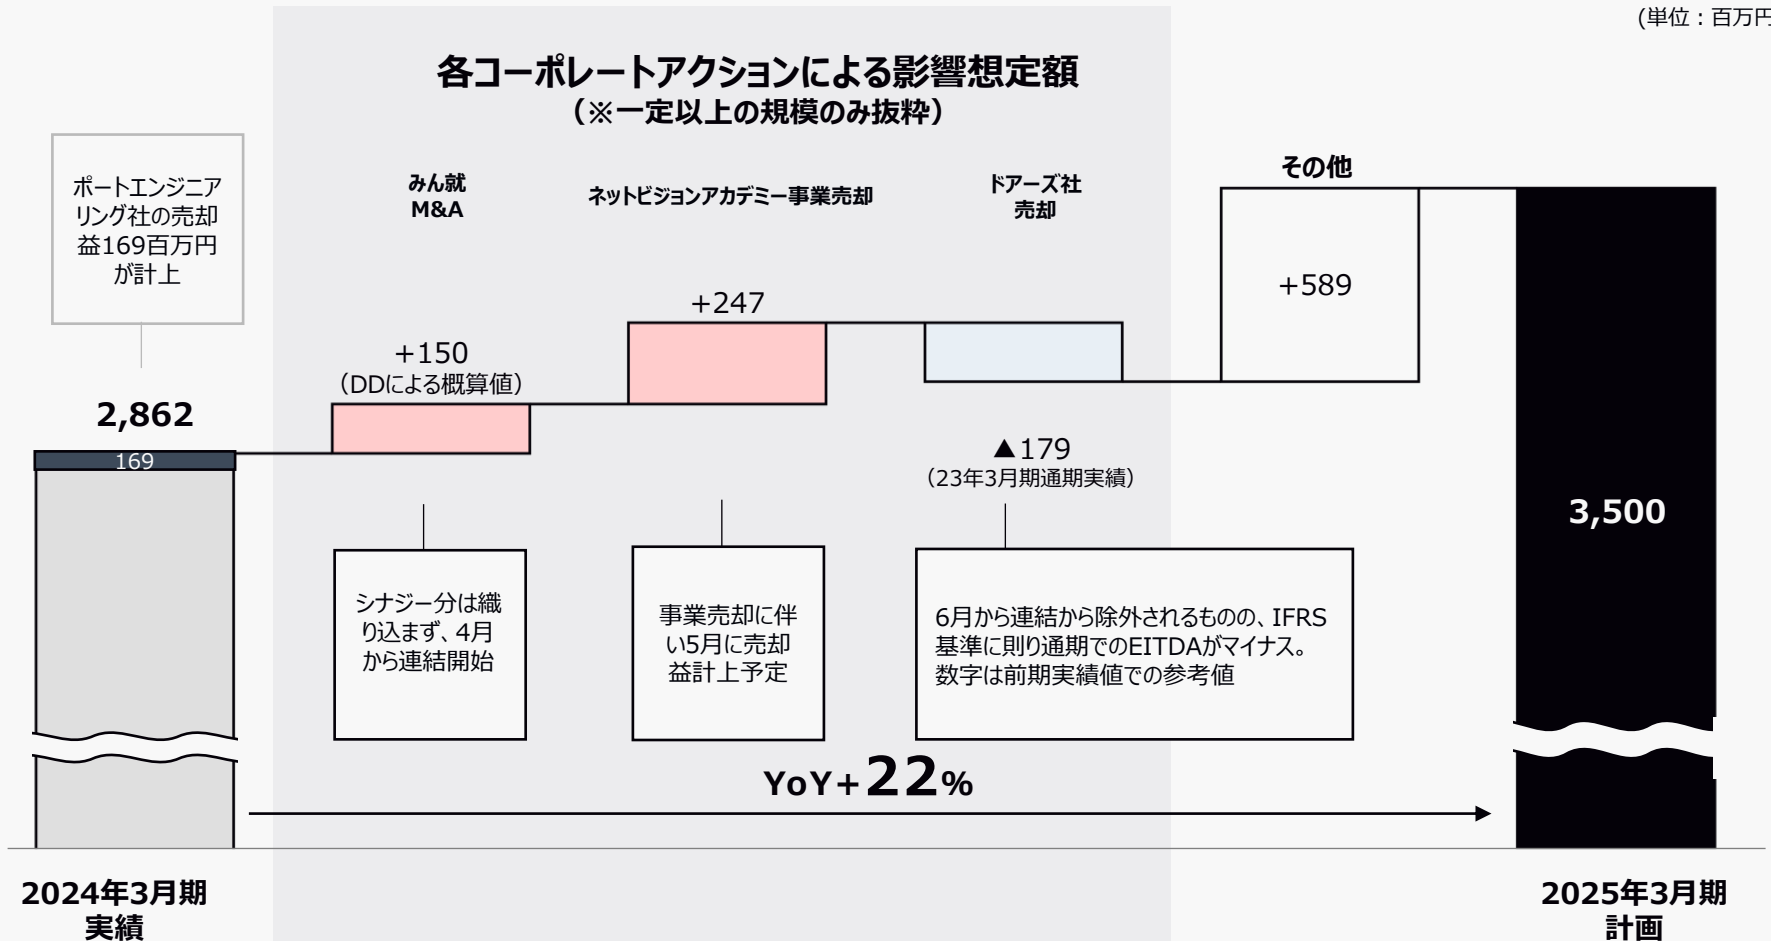 (単位：百万円
各コーポレートアクションによる影響想定額
（※一定以上の規模のみ抜粋）
ポートエンジニア
リング社の売却
益169百万円
が計上
みん就
M&A
ネットビジョンアカデミー事業売却
ドアーズ社
売却
その他
+589
+247
+150
（DDによる概算値）
2,862
169
▲179
（23年3月期通期実績）
3,500
シナジー分は織
り込まず、4月
から連結開始
事業売却に伴
い5月に売却
益計上予定
6月から連結から除外されるものの、IFRS
基準に則り通期でのEITDAがマイナス。
数字は前期実績値での参考値
YoY+22%
2024年3月期
実績
2025年3月期
計画